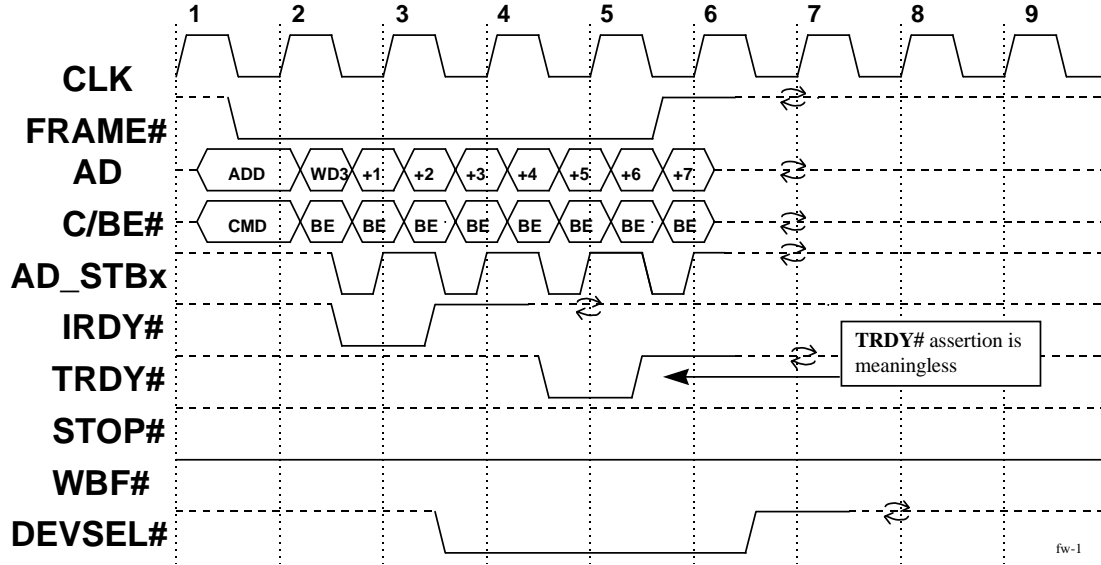 1 2 3 4 5 6 7 8 9
CLK
FRAME#
AD ADD WD3 +1 +2 +3 +4 +5 +6 +7
C/BE# CMD BE BE BE BE BE BE BE BE
AD_STBx
IRDY#
TRDY# assertion is
meaningless
TRDY#
STOP#
WBF#
DEVSEL#
fw-1